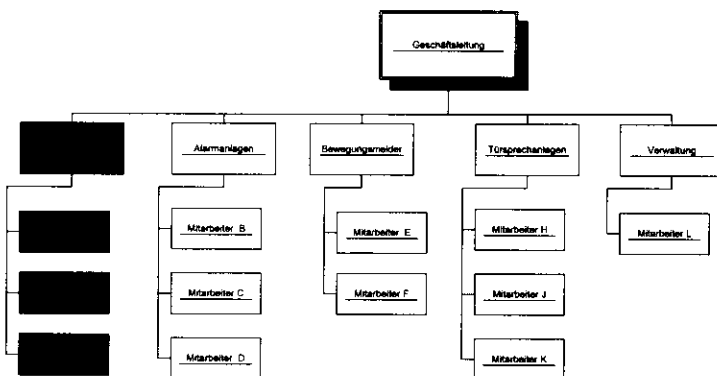 Geschäftsleitung
Alarmanlagen
Bewegungsmelder
Türsprechanlagen
Verwaltung
Mitarbeiter B
Mitarbeiter E
Mitarbeiter H
Mitarbeiter L
Mitarbeiter C
Mitarbeiter F
Mitarbeiter J
Mitarbeiter D
Mitarbeiter K